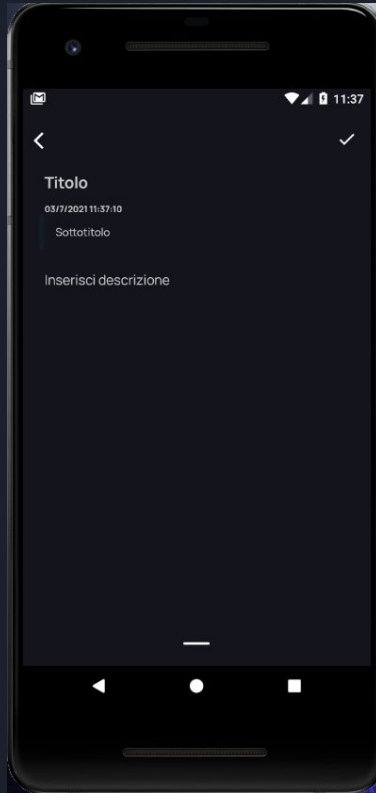 11:37
Titolo
03/7/2021 11:37:10
Sottotitolo
Inserisci descrizione